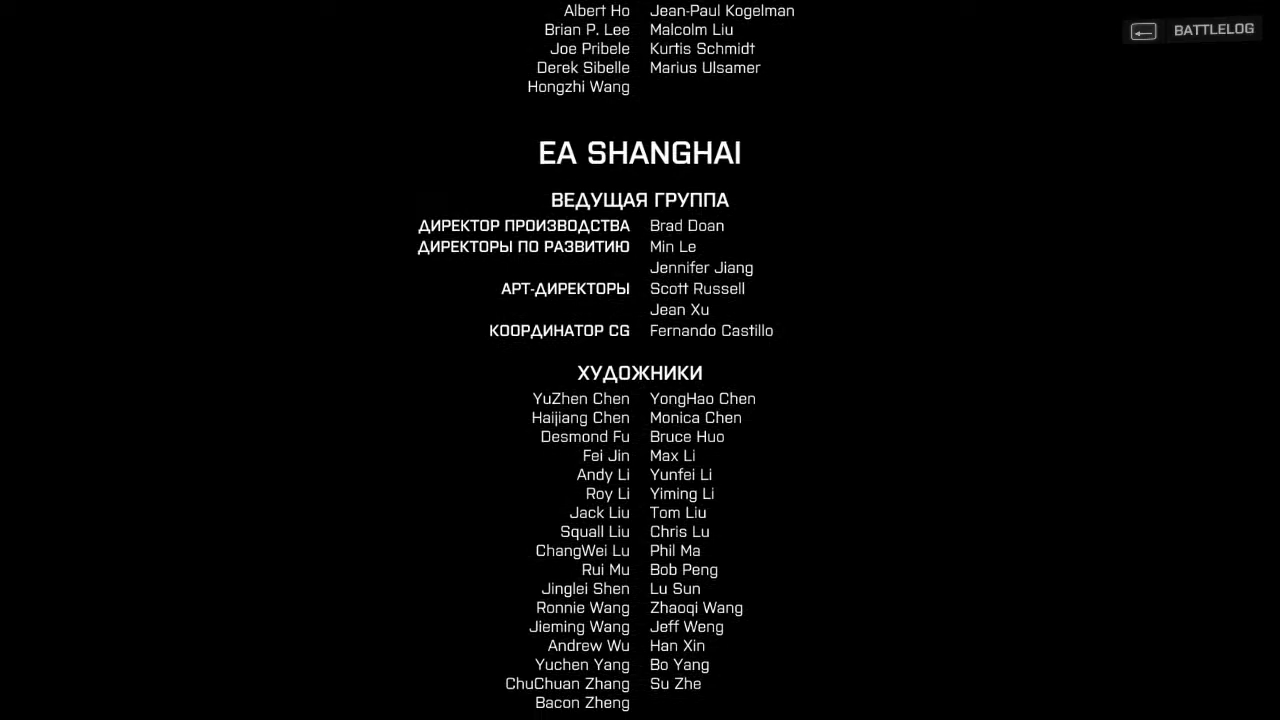 Albert Ho Jean-Paul Kogelman
BATTLELOG
Brian P. Lee Malcolm Liu
Joe Pribele Kurtis Schmidt
Derek Sibelle Marius Ulsamer
Hongzhi Wang
EA SHANGHAI
ВЕДУЩАЯ ГРУППА
ДИРЕКТОР ПРОИЗВОДСТВА Brad Doan
ДИРЕКТОРЫ ПО РАЗВИТИЮ Min Le
Jennifer Jiang
АРТ-ДИРЕКТОРЫ Scott Russell
Jean Xu
КООРДИНАТОР CG Fernando Castillo
ХУДОЖНИКИ
YuZhen Chen YongHao Chen
Haijiang Chen Monica Chen
Desmond Fu Bruce Huo
Fei Jin Max Li
Andy Li Yunfei Li
Roy Li Yiming Li
Jack Liu Tom Liu
Squall Liu Chris Lu
ChangWei Lu Phil Ma
Rui Mu Bob Peng
Jinglei Shen Lu Sun
Ronnie Wang Zhaoqi Wang
Jieming Wang Jeff Weng
Andrew Wu Han Xin
Yuchen Yang Bo Yang
ChuChuan Zhang Su Zhe
Bacon Zheng